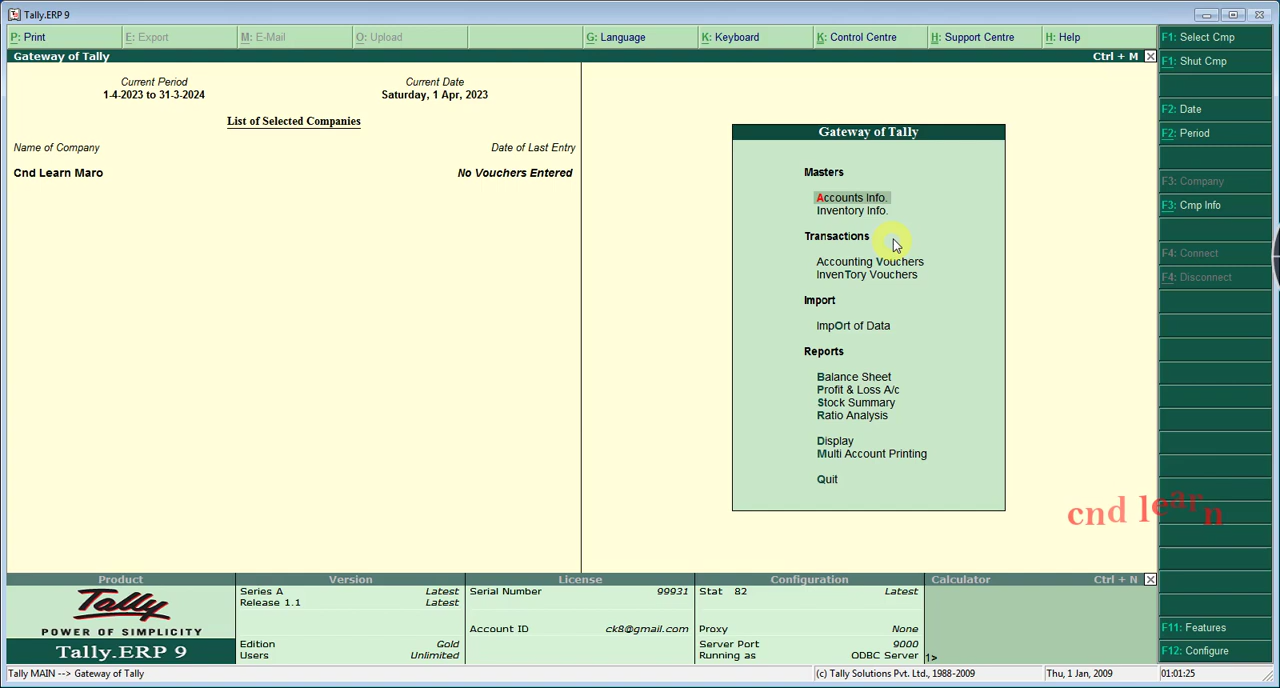 Tally.ERP 9
P: Print
E: Export
M: E-Mail
O: Upload
G: Language
K: Keyboard
K: Control Centre
H: Support Centre
H: Help
F1: Select Cmp
F1: Shut Cmp
F2: Date
F2: Period
F3: Company
F3: Cmp Info
F4: Connect
F4: Disconnect
F11: Features
F12: Configure
Gateway of Tally
Ctrl + M
Current Period
1-4-2023 to 31-3-2024
Current Date
Saturday, 1 Apr, 2023
List of Selected Companies
Name of Company
Date of Last Entry
Cnd Learn Maro
No Vouchers Entered
Gateway of Tally
Masters
Accounts Info.
Inventory Info.
Transactions
Accounting Vouchers
InvenTory Vouchers
Import
ImpOrt of Data
Reports
Balance Sheet
Profit & Loss A/c
Stock Summary
Ratio Analysis
Display
Multi Account Printing
Quit
cnd learn
Product
Tally
POWER OF SIMPLICITY
Tally.ERP 9
Version
Series A Latest
Release 1.1 Latest
Edition Gold
Users Unlimited
License
Serial Number 99931
Account ID ck8@gmail.com
Configuration
Stat 82 Latest
Proxy None
Server Port 9000
Running as ODBC Server
Calculator
Ctrl + N
1>
Tally MAIN --> Gateway of Tally
(c) Tally Solutions Pvt. Ltd., 1988-2009
Thu, 1 Jan, 2009
01:01:25